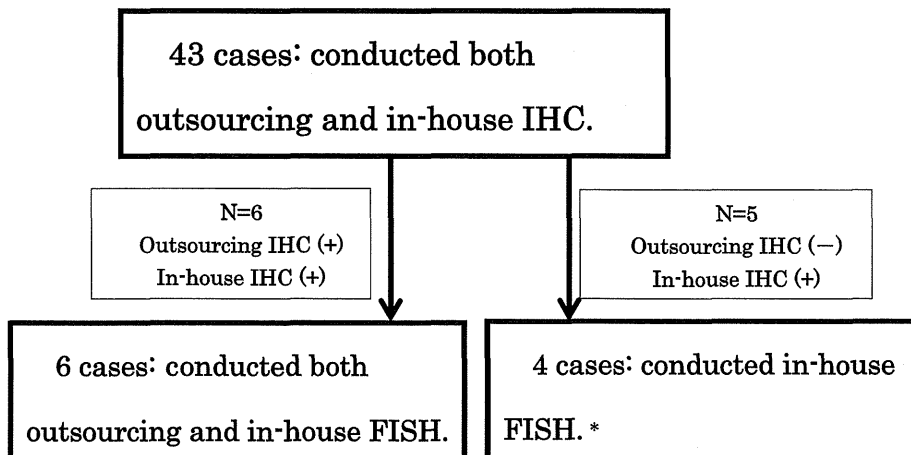 43 cases: conducted both
outsourcing and in-house IHC.
N=6
Outsourcing IHC (+)
In-house IHC (+)
N=5
Outsourcing IHC (−)
In-house IHC (+)
6 cases: conducted both
outsourcing and in-house FISH.
4 cases: conducted in-house
FISH. *